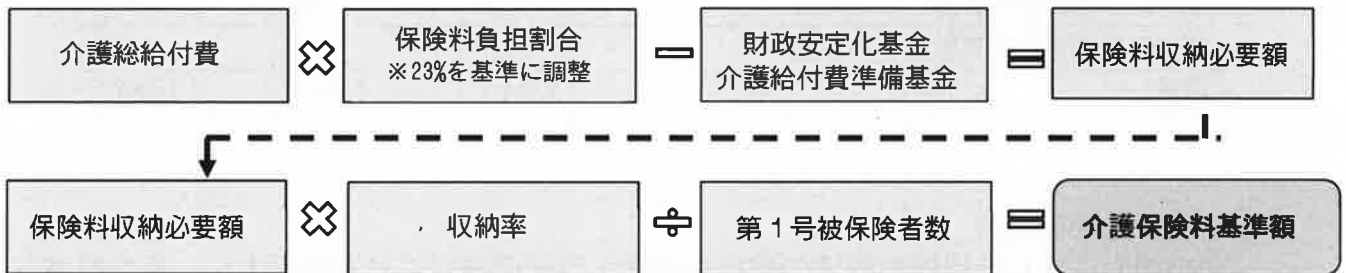 介護総給付費
保険料負担割合
※23%を基準に調整
財政安定化基金
介護給付費準備基金
保険料収納必要額
保険料収納必要額
収納率
第1号被保険者数
介護保険料基準額